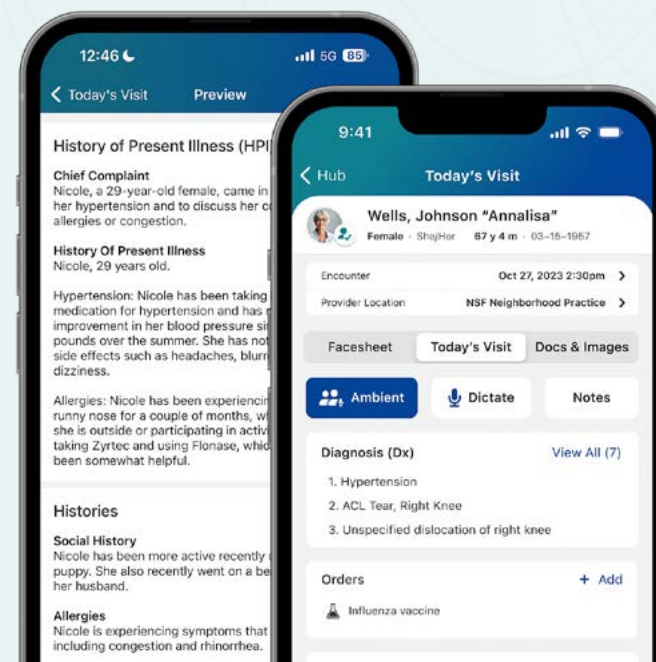 12:46
5G 85
Today's Visit
Preview
History of Present Illness (HPI
Chief Complaint
Nicole, a 29-year-old female, came in
her hypertension and to discuss her
allergies or congestion.
History Of Present Illness
Nicole, 29 years old.
Hypertension: Nicole has been taking
medication for hypertension and has
improvement in her blood pressure
pounds over the summer. She has not
side effects such as headaches,
dizziness.
Allergies: Nicole has been
runny nose for a couple of months,
she is outside or participating in
taking Zyrtec and using Flonase,
been somewhat helpful.
Histories
Social History
Nicole has been more active recently
puppy. She also recently went on a
her husband.
Allergies
Nicole is experiencing symptoms that
including congestion and rhinorrhea.
9:41
Hub
Today's Visit
Wells, Johnson "Annalisa"
Female - She/Her 67 y 4 m - 03-15-1957
Encounter
Oct 27, 2023 2:30pm
Provider Location
NSF Neighborhood Practice
Facesheet
Today's Visit
Docs & Images
Ambient
Dictate
Notes
Diagnosis (Dx)
View All (7)
1. Hypertension
2. ACL Tear, Right Knee
3. Unspecified dislocation of right knee
Orders
+ Add
Influenza vaccine